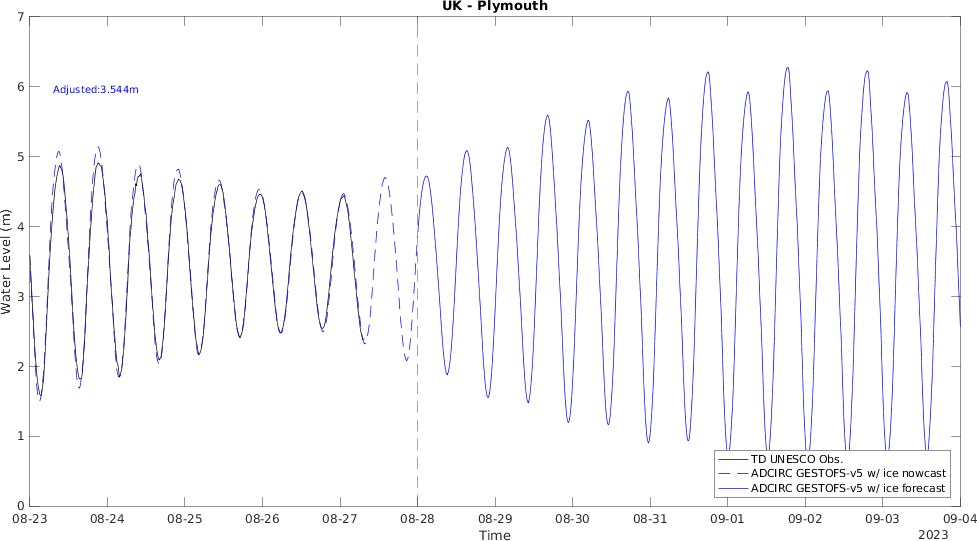 UK - Plymouth
7
6
5
4
3
2
1
0
Water Level (m)
Adjusted:3.544m
TD UNESCO Obs.
ADCIRC GESTOFS-v5 w/ ice nowcast
ADCIRC GESTOFS-v5 w/ ice forecast
08-23 08-24 08-25 08-26 08-27 08-28 08-29 08-30 08-31 09-01 09-02 09-03 09-04
Time
2023